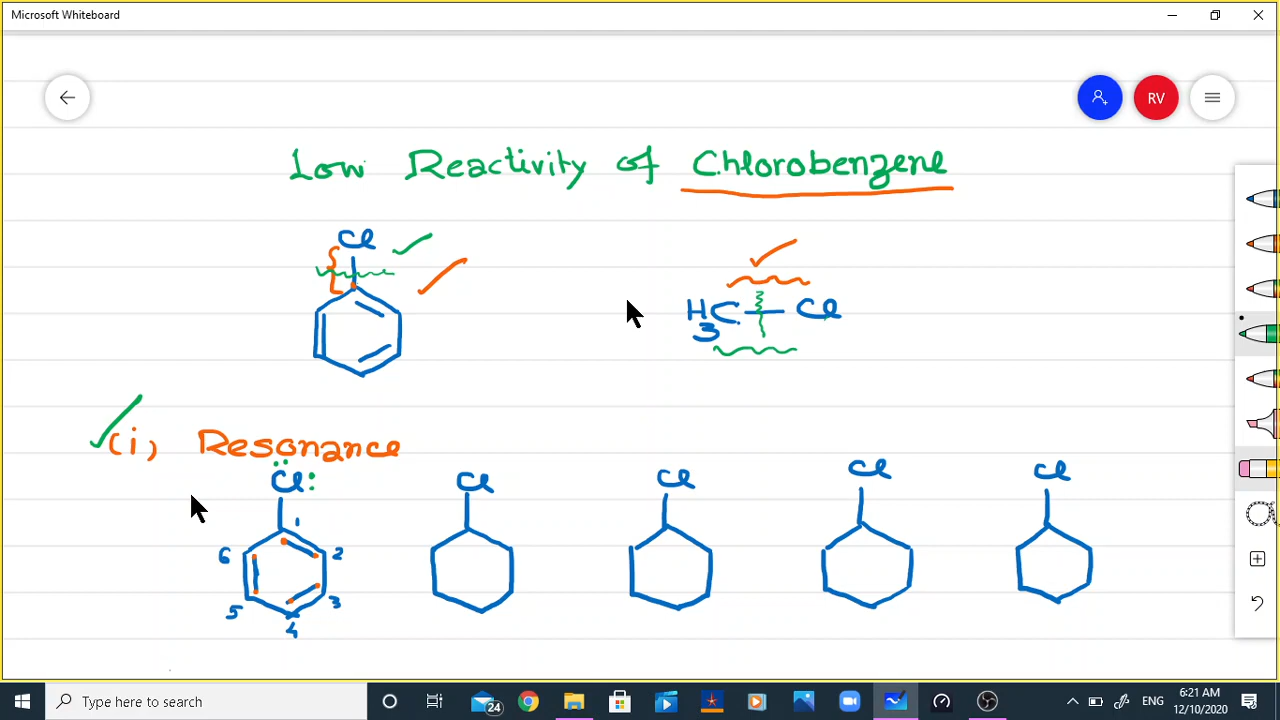 Microsoft Whiteboard
RV
Low Reactivity of Chlorobenzene
Cl
H3C — Cl
(i) Resonance
Cl Cl Cl Cl Cl
1
6 2
5 3
4
Type here to search
24
ENG
6:21 AM
12/10/2020